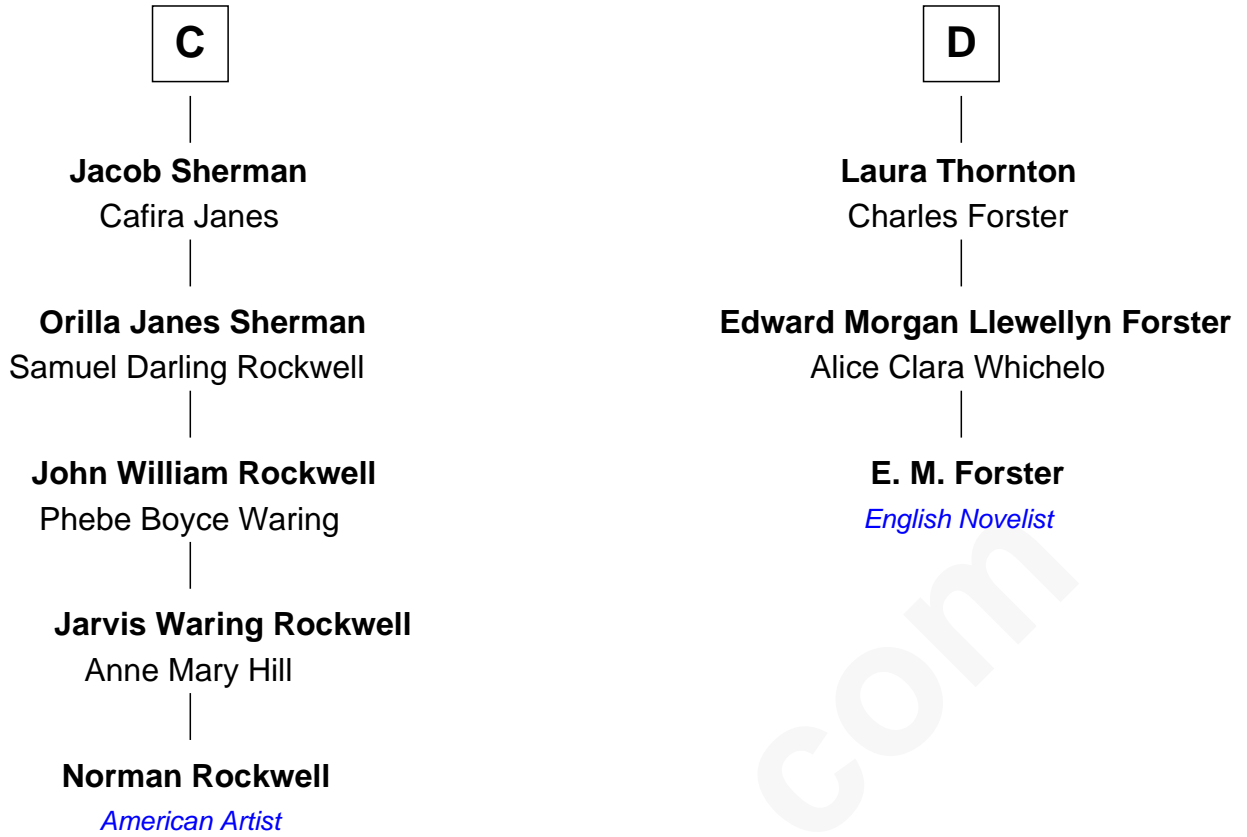 C
Jacob Sherman
Cafira Janes
Orilla Janes Sherman
Samuel Darling Rockwell
John William Rockwell
Phebe Boyce Waring
Jarvis Waring Rockwell
Anne Mary Hill
Norman Rockwell
American Artist
D
Laura Thornton
Charles Forster
Edward Morgan Llewellyn Forster
Alice Clara Whichelo
E. M. Forster
English Novelist
com